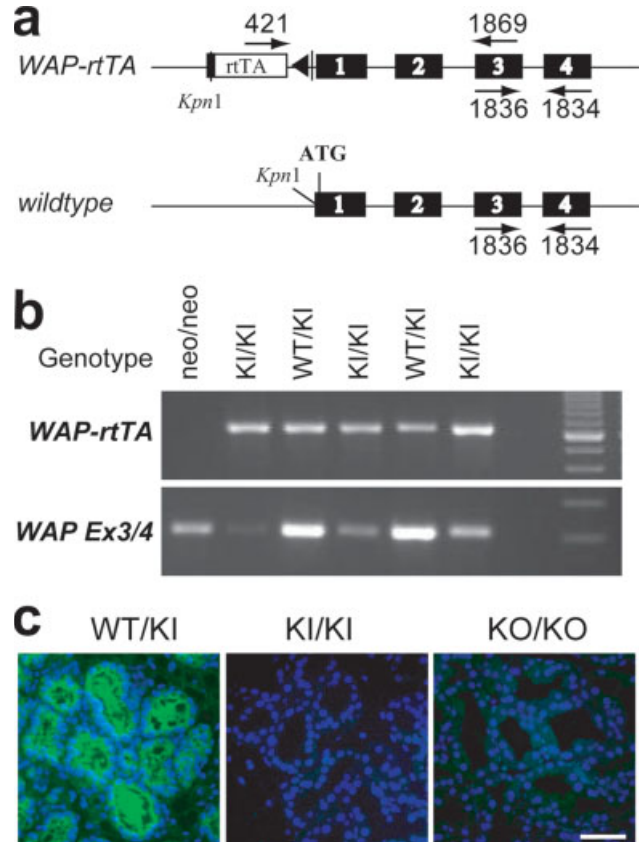 a
421
1869
WAP-rtTA
rtTA
1
2
3
4
Kpn1
1836
1834
ATG
Kpn1
wildtype
1
2
3
4
1836
1834
b
Genotype
neo/neo
KI/KI
WT/KI
KI/KI
WT/KI
KI/KI
WAP-rtTA
WAP Ex3/4
c
WT/KI
KI/KI
KO/KO